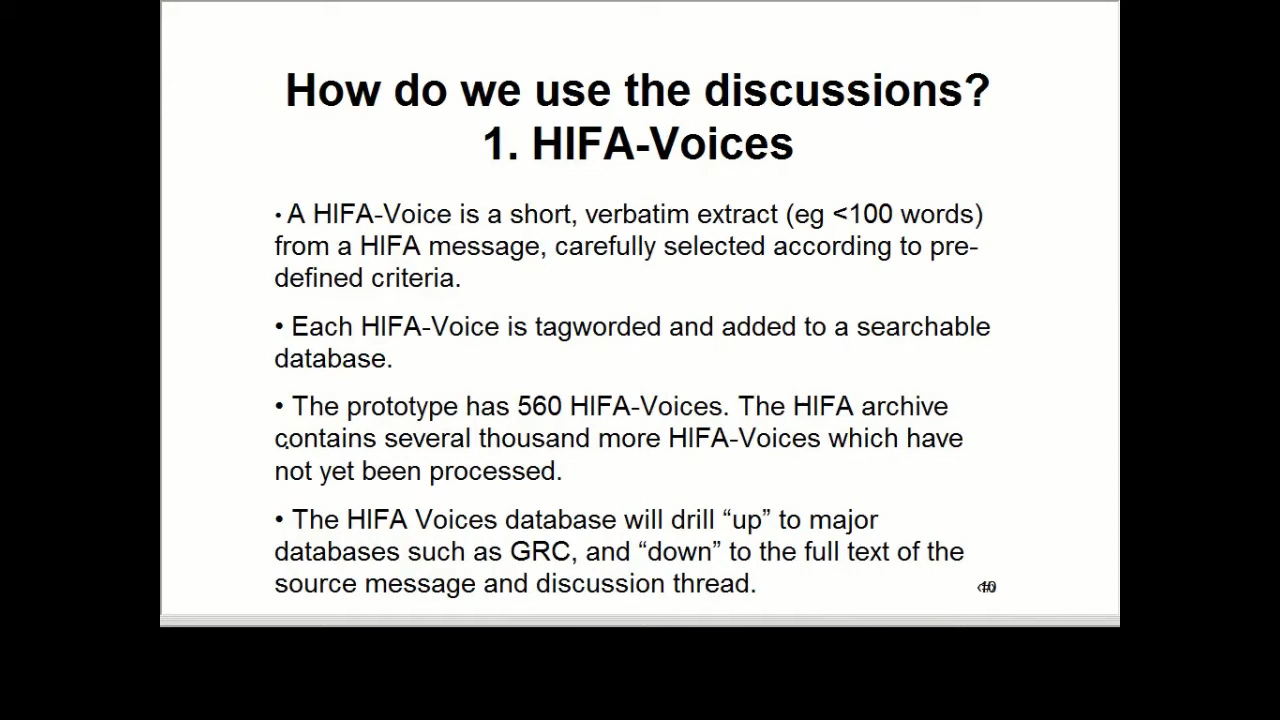 How do we use the discussions?
1. HIFA-Voices
• A HIFA-Voice is a short, verbatim extract (eg <100 words)
from a HIFA message, carefully selected according to pre-
defined criteria.
• Each HIFA-Voice is tagworded and added to a searchable
database.
• The prototype has 560 HIFA-Voices. The HIFA archive
contains several thousand more HIFA-Voices which have
not yet been processed.
• The HIFA Voices database will drill “up” to major
databases such as GRC, and “down” to the full text of the
source message and discussion thread.